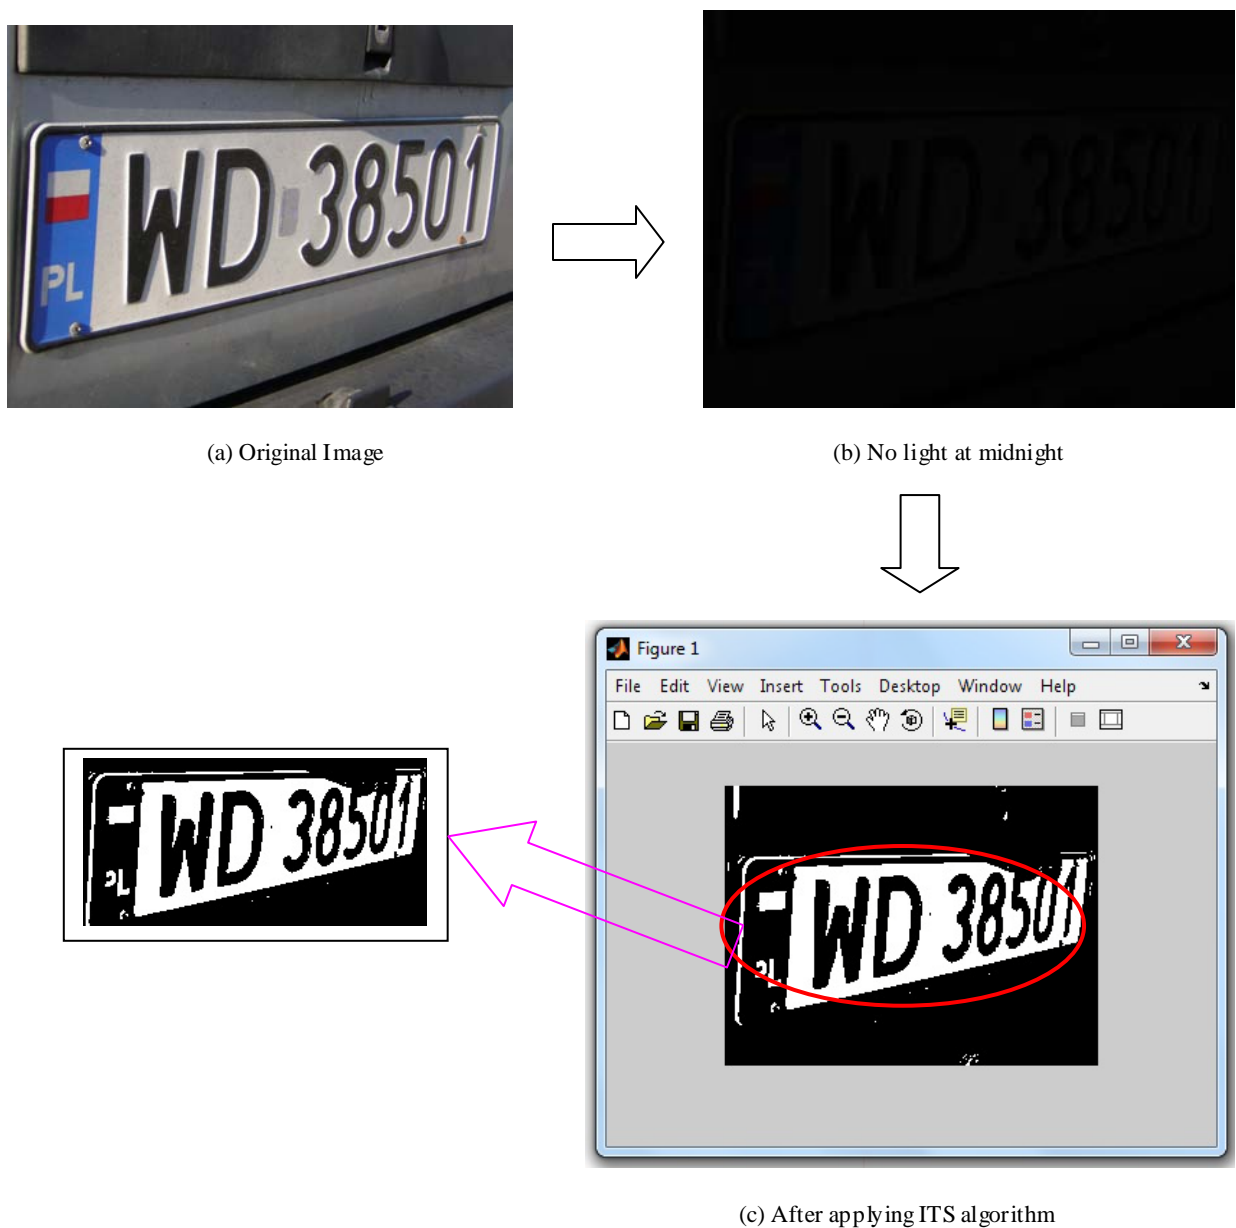 PL WD 38501
PL WD 38501
(a) Original Image
(b) No light at midnight
Figure 1
File Edit View Insert Tools Desktop Window Help
PL WD 38501
PL WD 38501
(c) After applying ITS algorithm